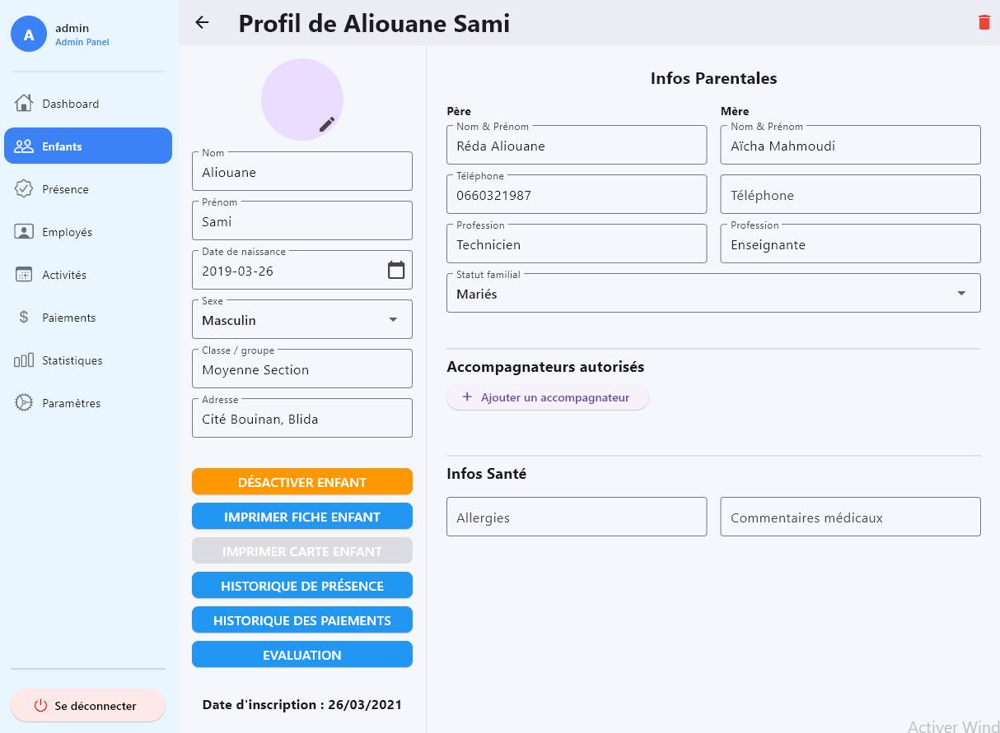 A
admin
Admin Panel
Dashboard
Enfants
Présence
Employés
Activités
$ Paiements
Statistiques
Paramètres
Se déconnecter
Profil de Aliouane Sami
Nom
Aliouane
Prénom
Sami
Date de naissance
2019-03-26
Sexe
Masculin
Classe / groupe
Moyenne Section
Adresse
Cité Bouinan, Blida
DÉSACTIVER ENFANT
IMPRIMER FICHE ENFANT
IMPRIMER CARTE ENFANT
HISTORIQUE DE PRÉSENCE
HISTORIQUE DES PAIEMENTS
EVALUATION
Date d'inscription : 26/03/2021
Infos Parentales
Père
Nom & Prénom
Réda Aliouane
Téléphone
0660321987
Profession
Technicien
Mère
Nom & Prénom
Aïcha Mahmoudi
Téléphone
Profession
Enseignante
Statut familial
Mariés
Accompagnateurs autorisés
+ Ajouter un accompagnateur
Infos Santé
Allergies
Commentaires médicaux
Activer Wind